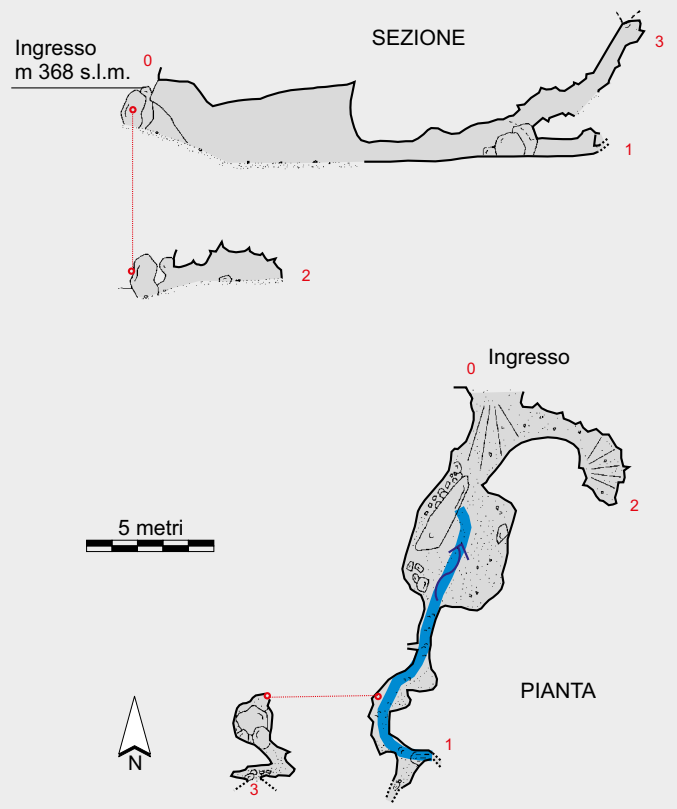 SEZIONE
Ingresso
m 368 s.l.m.
0
3
1
2
Ingresso
0
2
5 metri
PIANTA
1
N
3